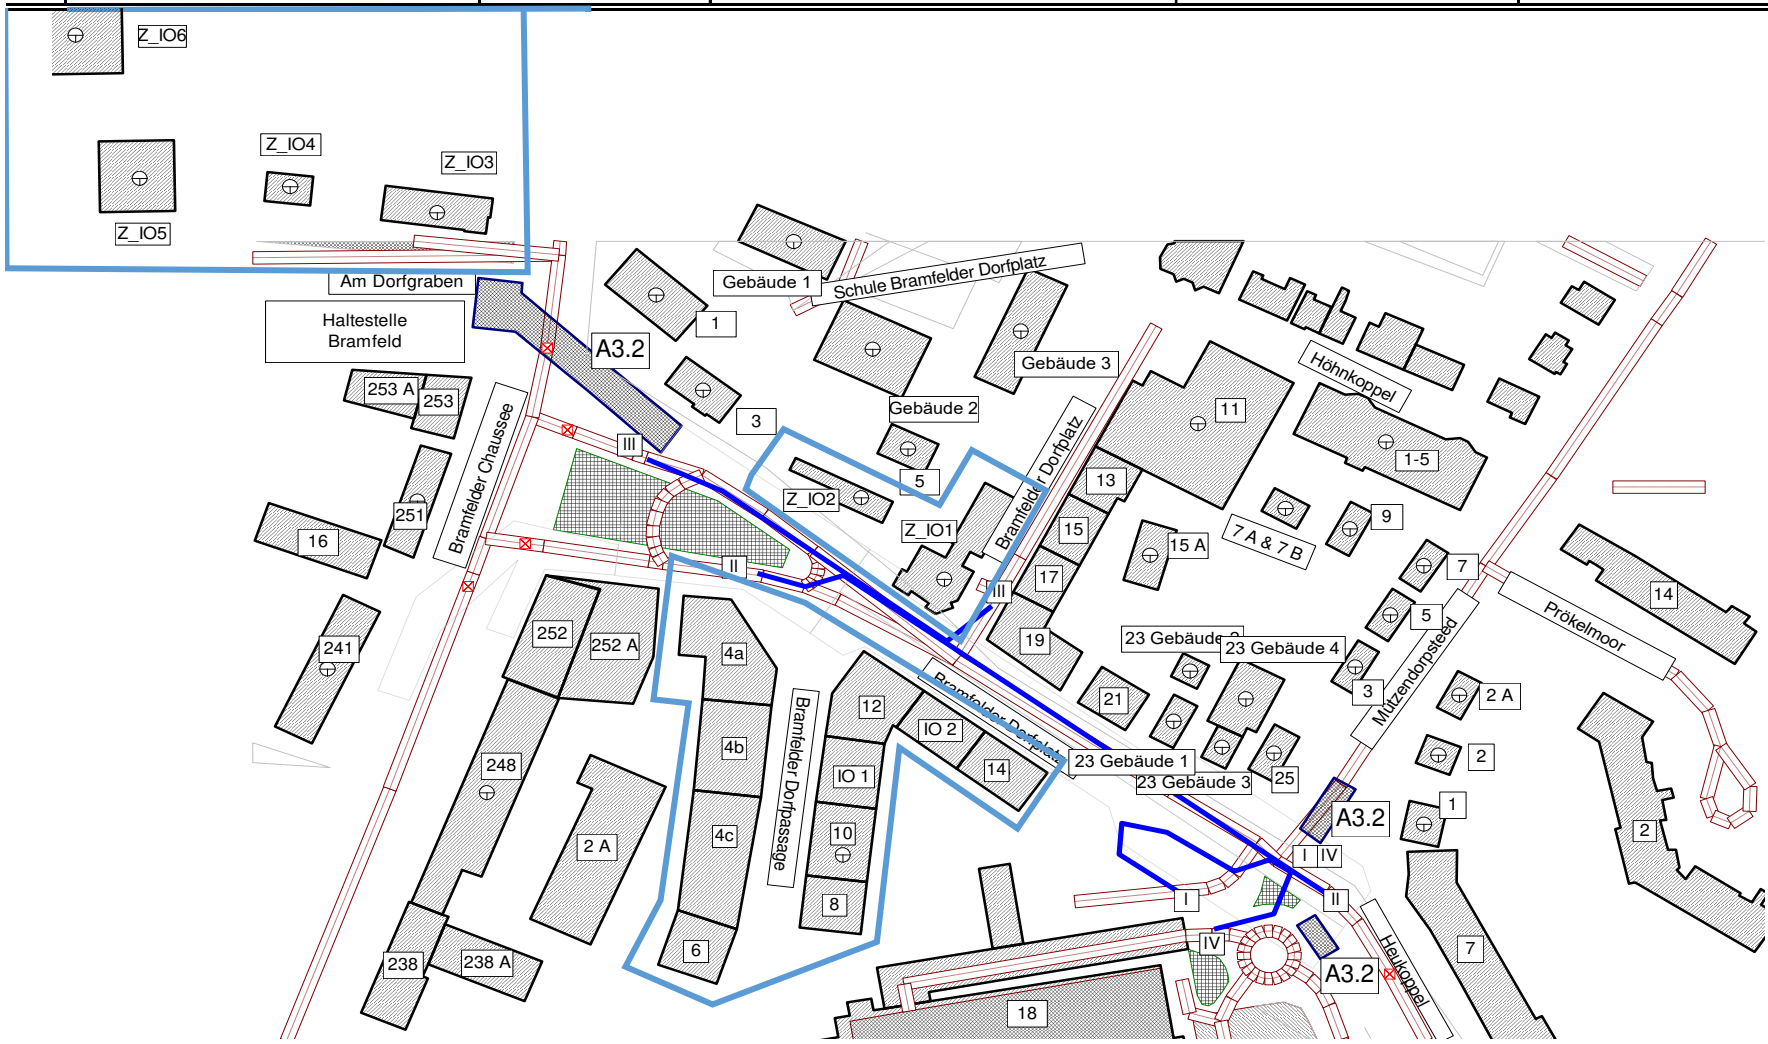 Z_IO6
Z_IO4
Z_IO3
Z_IO5
Am Dorfgraben
Haltestelle
Bramfeld
A3.2
Gebäude 1
Schule Bramfelder Dorfplatz
1
Gebäude 3
Gebäude 2
3
5
Höhnkoppel
253 A
253
Bramfelder Chaussee
III
251
16
Z_IO2
Z_IO1
Bramfelder Dorfplatz
11
1-5
13
15
15 A
17
19
7 A & 7 B
9
7
5
3
14
Prökelmoor
Mützendorpsteed
II
III
241
252
252 A
4a
4b
4c
6
248
2 A
238
238 A
Bramfelder Dorfpassage
12
IO 1
10
8
IO 2
14
Bramfelder Dorfplatz
21
23 Gebäude 4
23 Gebäude 1
23 Gebäude 3
25
2 A
2
1
A3.2
I
IV
I
II
IV
A3.2
Heukoppel
7
2
18